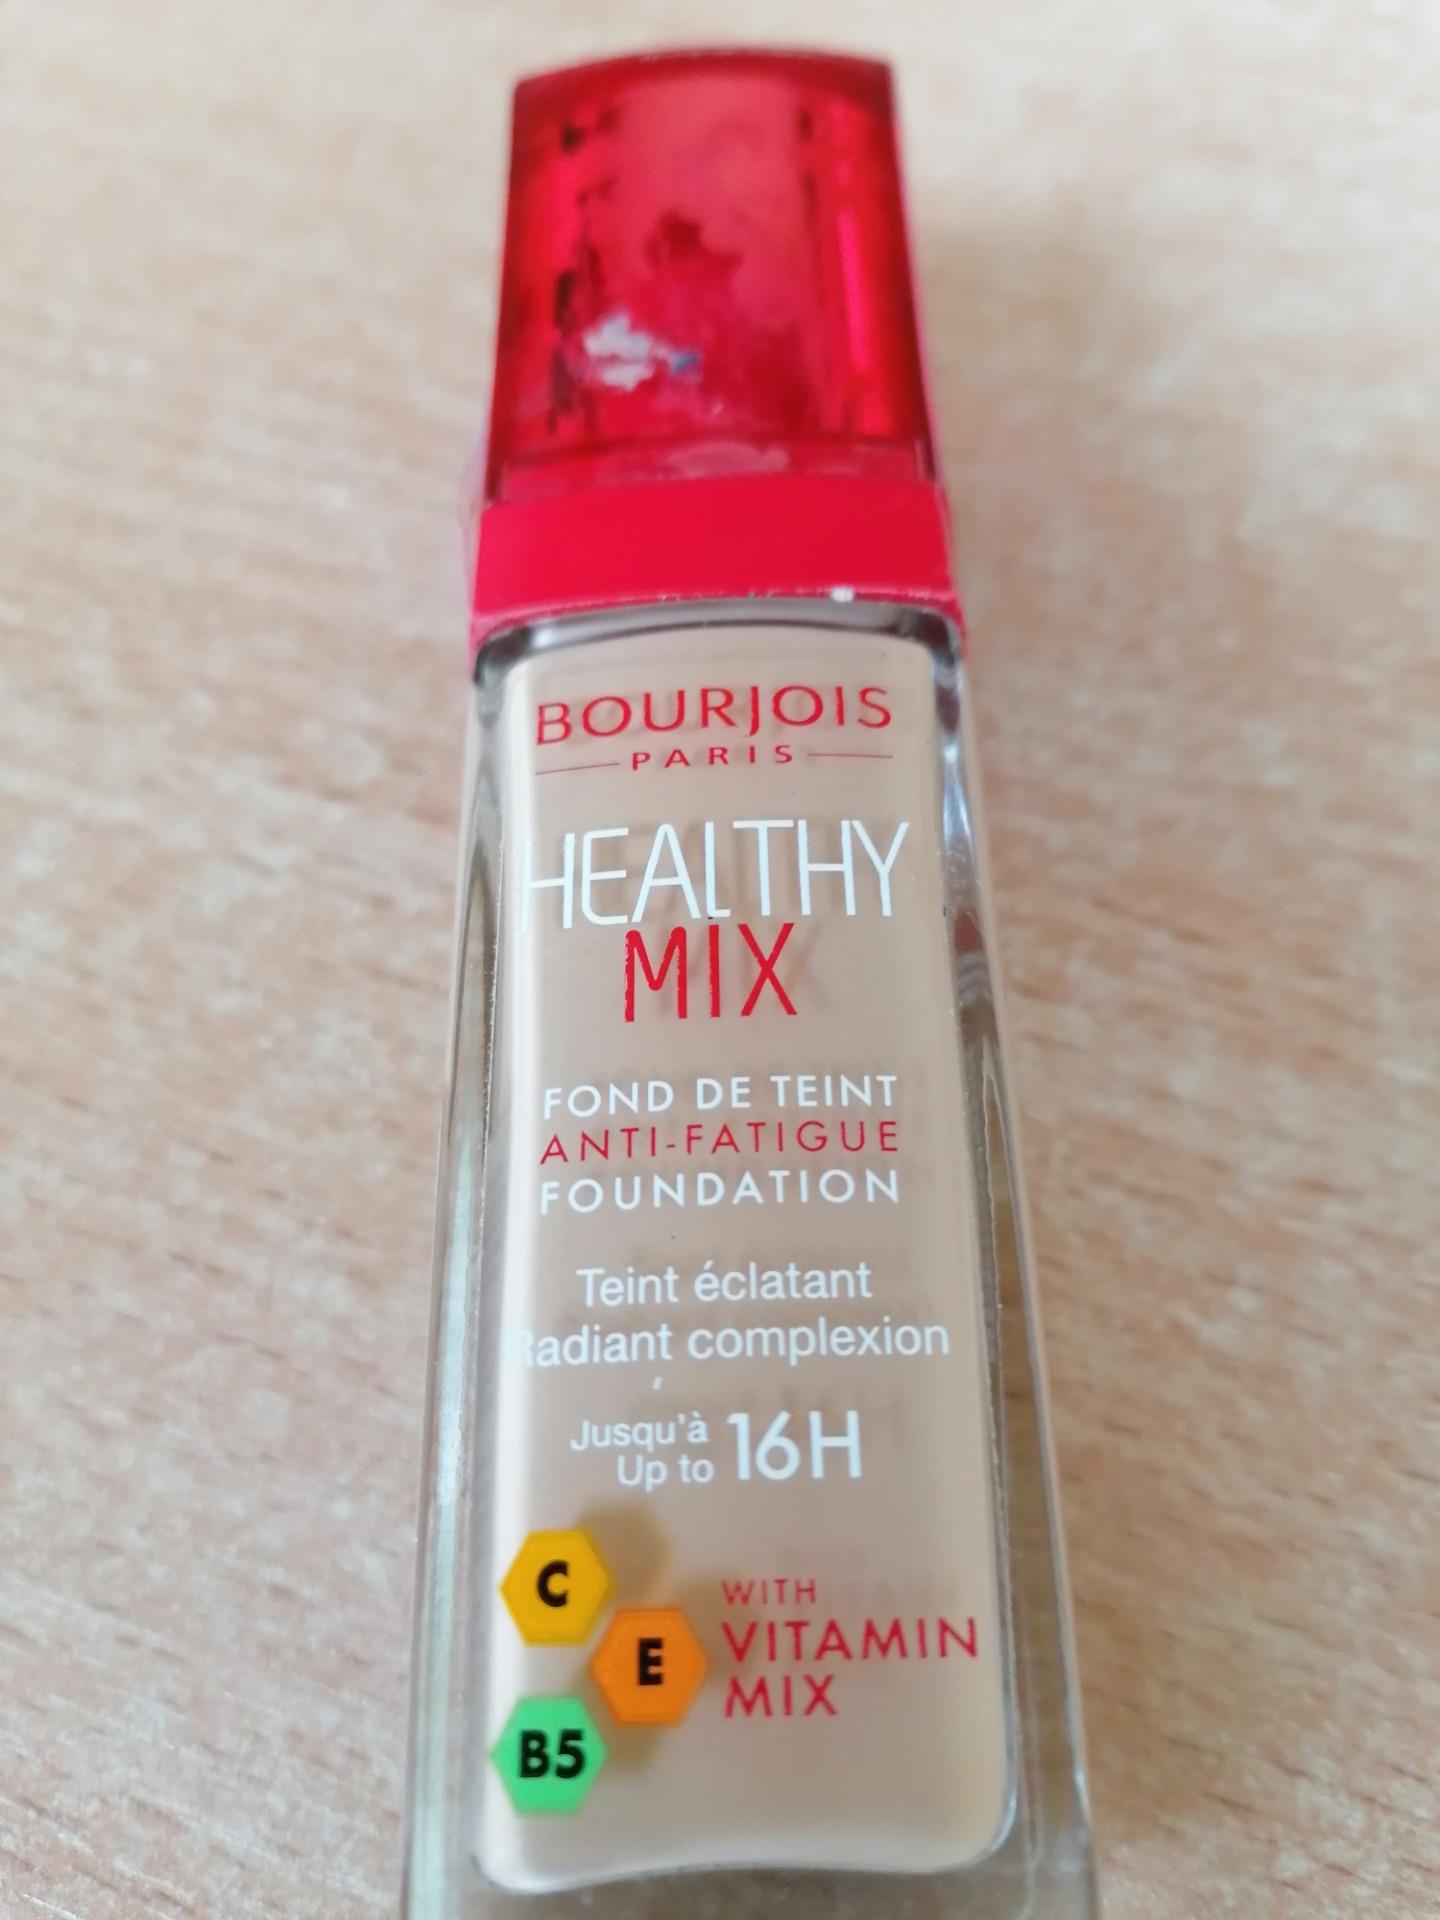 BOURJOIS
PARIS
HEALTHY
MIX
FOND DE TEINT
ANTI-FATIGUE
FOUNDATION
Teint éclatant
Radiant complexion
Jusqu'à
Up to 16H
C
E
B5
WITH
VITAMIN
MIX